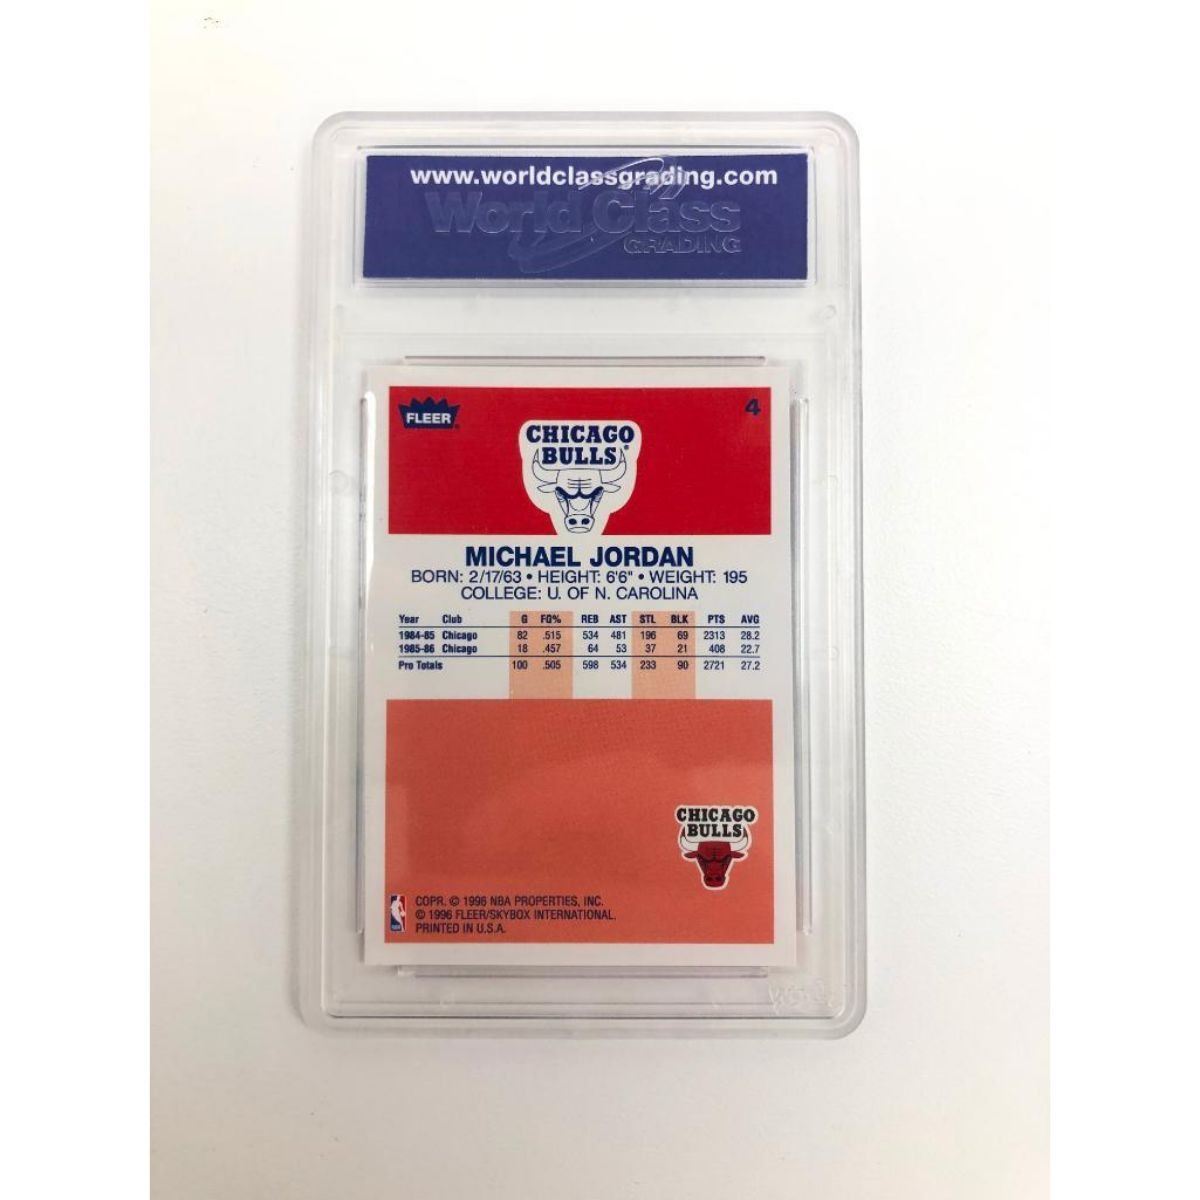 www.worldclassgrading.com
World Class
GRADING
FLEER
4
CHICAGO
BULLS
MICHAEL JORDAN
BORN: 2/17/63 • HEIGHT: 6'6" • WEIGHT: 195
COLLEGE: U. OF N. CAROLINA
Year Club G FG% REB AST STL BLK PTS AVG
1984-85 Chicago 82 .515 534 481 196 69 2313 28.2
1985-86 Chicago 18 .457 64 53 37 21 408 22.7
Pro Totals 100 .505 598 534 233 90 2721 27.2
CHICAGO
BULLS
COPR. © 1996 NBA PROPERTIES, INC.
© 1996 FLEER/SKYBOX INTERNATIONAL.
PRINTED IN U.S.A.